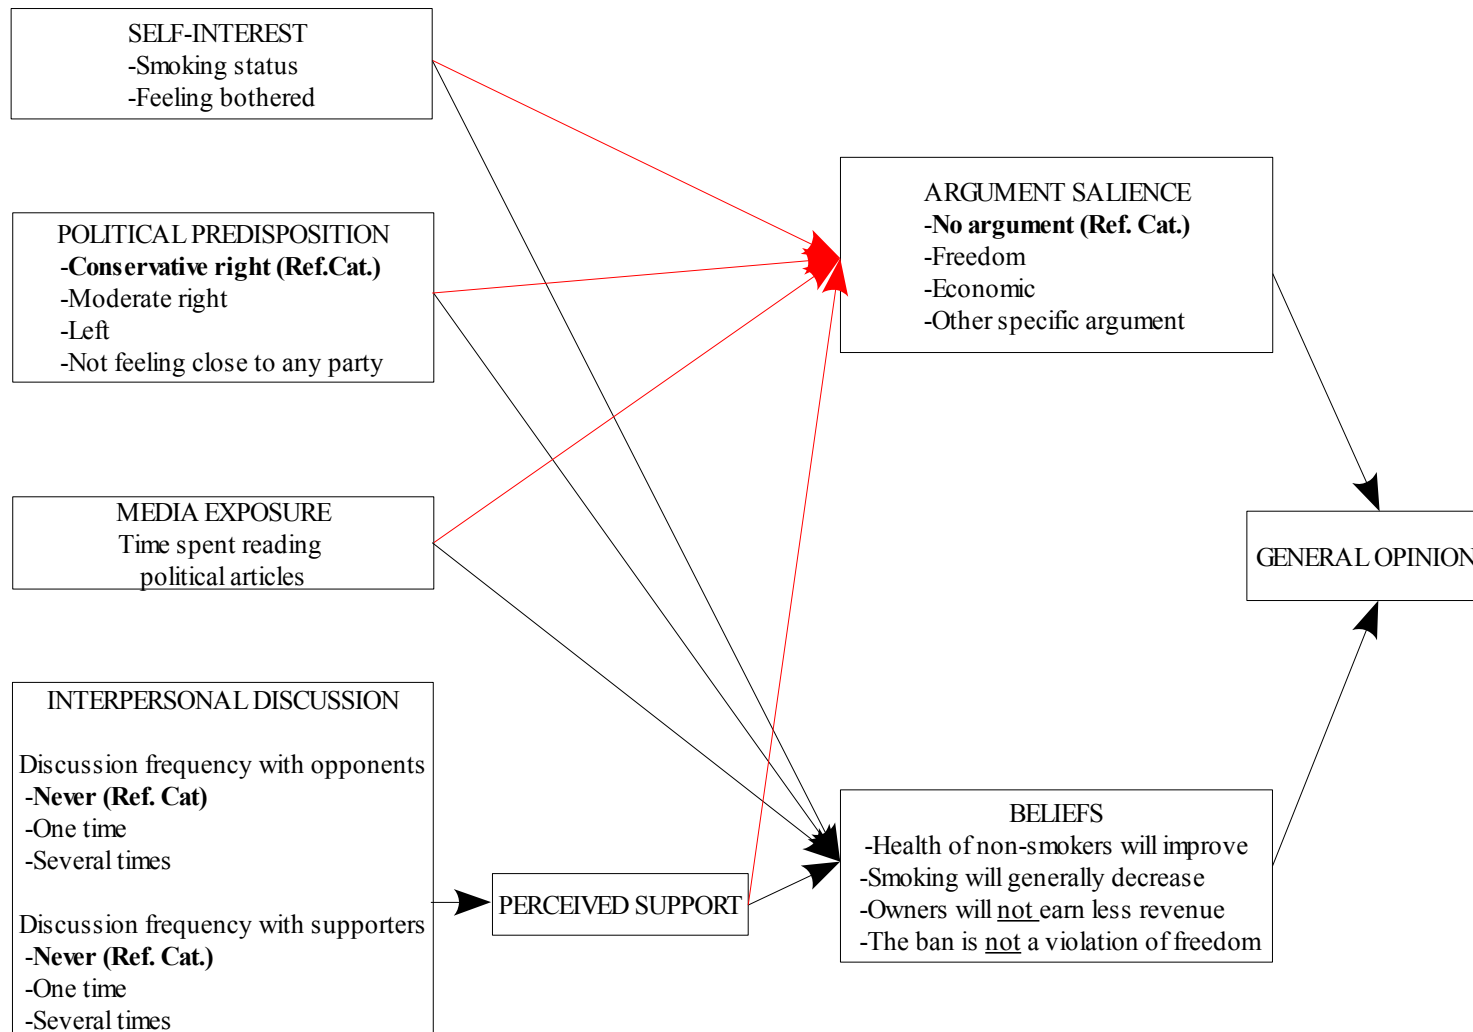 SELF-INTEREST
-Smoking status
-Feeling bothered
POLITICAL PREDISPOSITION
-Conservative right (Ref.Cat.)
-Moderate right
-Left
-Not feeling close to any party
MEDIA EXPOSURE
Time spent reading
political articles
INTERPERSONAL DISCUSSION
Discussion frequency with opponents
-Never (Ref. Cat)
-One time
-Several times
Discussion frequency with supporters
-Never (Ref. Cat.)
-One time
-Several times
PERCEIVED SUPPORT
ARGUMENT SALIENCE
-No argument (Ref. Cat.)
-Freedom
-Economic
-Other specific argument
BELIEFS
-Health of non-smokers will improve
-Smoking will generally decrease
-Owners will not earn less revenue
-The ban is not a violation of freedom
GENERAL OPINION